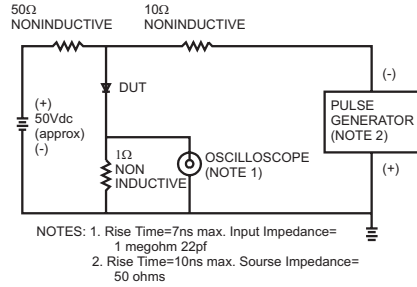 50Ω
NONINDUCTIVE
10Ω
NONINDUCTIVE
DUT
(+)
50Vdc
(approx)
(-)
1Ω
NON
INDUCTIVE
OSCILLOSCOPE
(NOTE 1)
(-)
PULSE
GENERATOR
(NOTE 2)
(+)
NOTES: 1. Rise Time=7ns max. Input Impedance=
1 megohm 22pf
2. Rise Time=10ns max. Sourse Impedance=
50 ohms